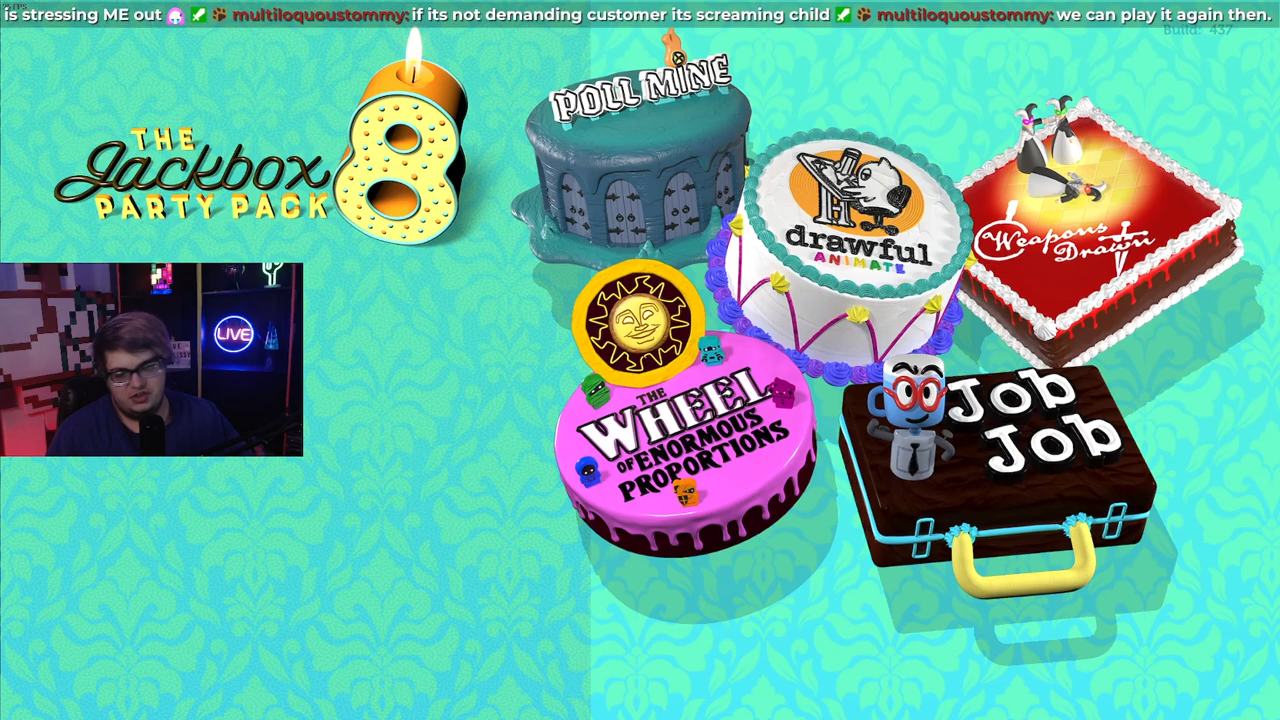 is stressing ME out multiloquoustommy: if its not demanding customer its screaming child multiloquoustommy: we can play it again then.
Build: 437
THE
Jackbox
PARTY PACK
8
POLL MINE
drawful
ANIMATE
Weapons
Drawn
LIVE
THE
WHEEL
OF ENORMOUS
PROPORTIONS
Job
Job